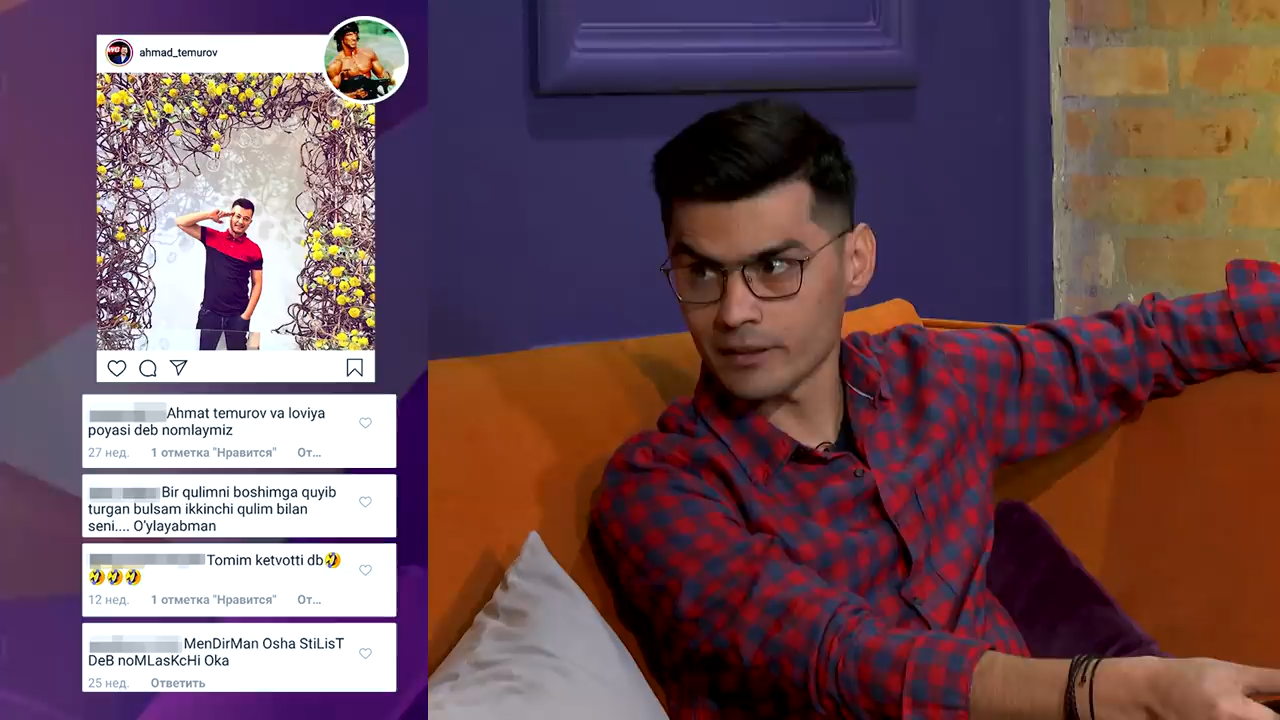 ahmad_temurov
Ahmat temurov va loviya
poyasi deb nomlaymiz
27 нед. 1 отметка "Нравится" От...
Bir qulimni boshimga quyib
turgan bulsam ikkinchi qulim bilan
seni.... O'ylayabman
Tomim ketvotti db🤣
🤣🤣🤣
12 нед. 1 отметка "Нравится" От...
MenDirMan Osha StiLisT
DeB noMLasKcHi Oka
25 нед. Ответить